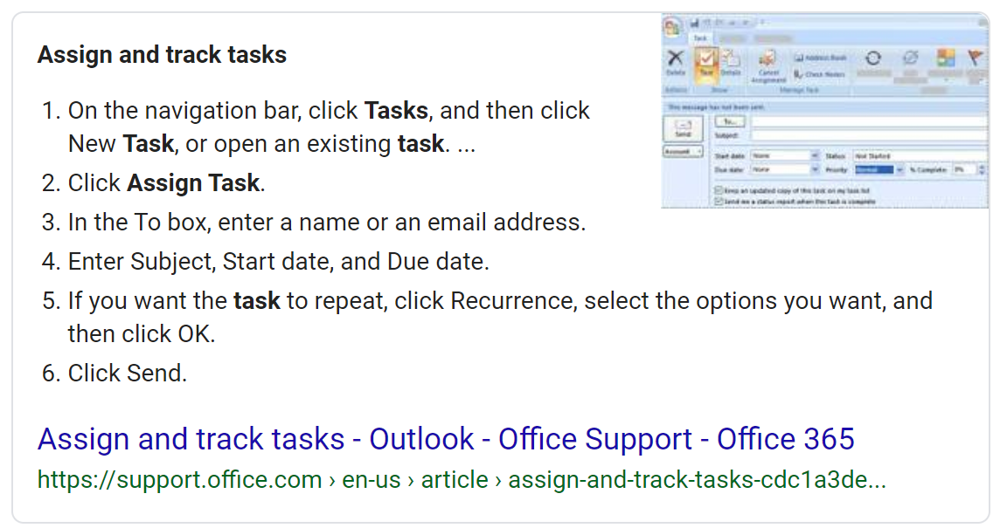 Assign and track tasks
1. On the navigation bar, click Tasks, and then click
New Task, or open an existing task. ...
2. Click Assign Task.
3. In the To box, enter a name or an email address.
4. Enter Subject, Start date, and Due date.
5. If you want the task to repeat, click Recurrence, select the options you want, and
then click OK.
6. Click Send.
Assign and track tasks - Outlook - Office Support - Office 365
https://support.office.com › en-us › article › assign-and-track-tasks-cdc1a3de...
Task
Delete Task Details Cancel Assignment Address Book
Check Names
Actions Show Manage Task
This message has not been sent.
To...
Send
Subject:
Account
Start date: None Status: Not Started
Due date: None Priority: Normal % Complete: 0%
Keep an updated copy of this task on my task list
Send me a status report when this task is complete